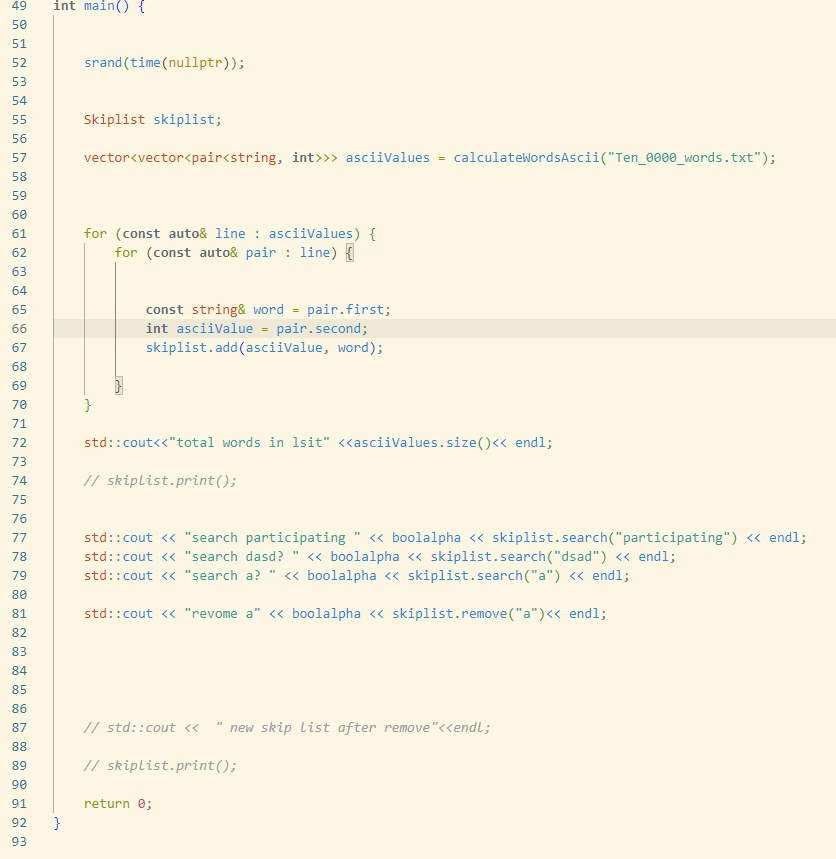 49 int main() {
50
51
52 srand(time(nullptr));
53
54
55 Skiplist skiplist;
56
57 vector<vector<pair<string, int>>> asciiValues = calculateWordsAscii("Ten_0000_words.txt");
58
59
60
61 for (const auto& line : asciiValues) {
62 for (const auto& pair : line) {
63
64
65 const string& word = pair.first;
66 int asciiValue = pair.second;
67 skiplist.add(asciiValue, word);
68
69 }
70 }
71
72 std::cout<<"total words in lsit" <<asciiValues.size()<< endl;
73
74 // skiplist.print();
75
76
77 std::cout << "search participating " << boolalpha << skiplist.search("participating") << endl;
78 std::cout << "search dasd? " << boolalpha << skiplist.search("dsad") << endl;
79 std::cout << "search a? " << boolalpha << skiplist.search("a") << endl;
80
81 std::cout << "revome a" << boolalpha << skiplist.remove("a")<< endl;
82
83
84
85
86
87 // std::cout << " new skip list after remove"<<endl;
88
89 // skiplist.print();
90
91 return 0;
92 }
93